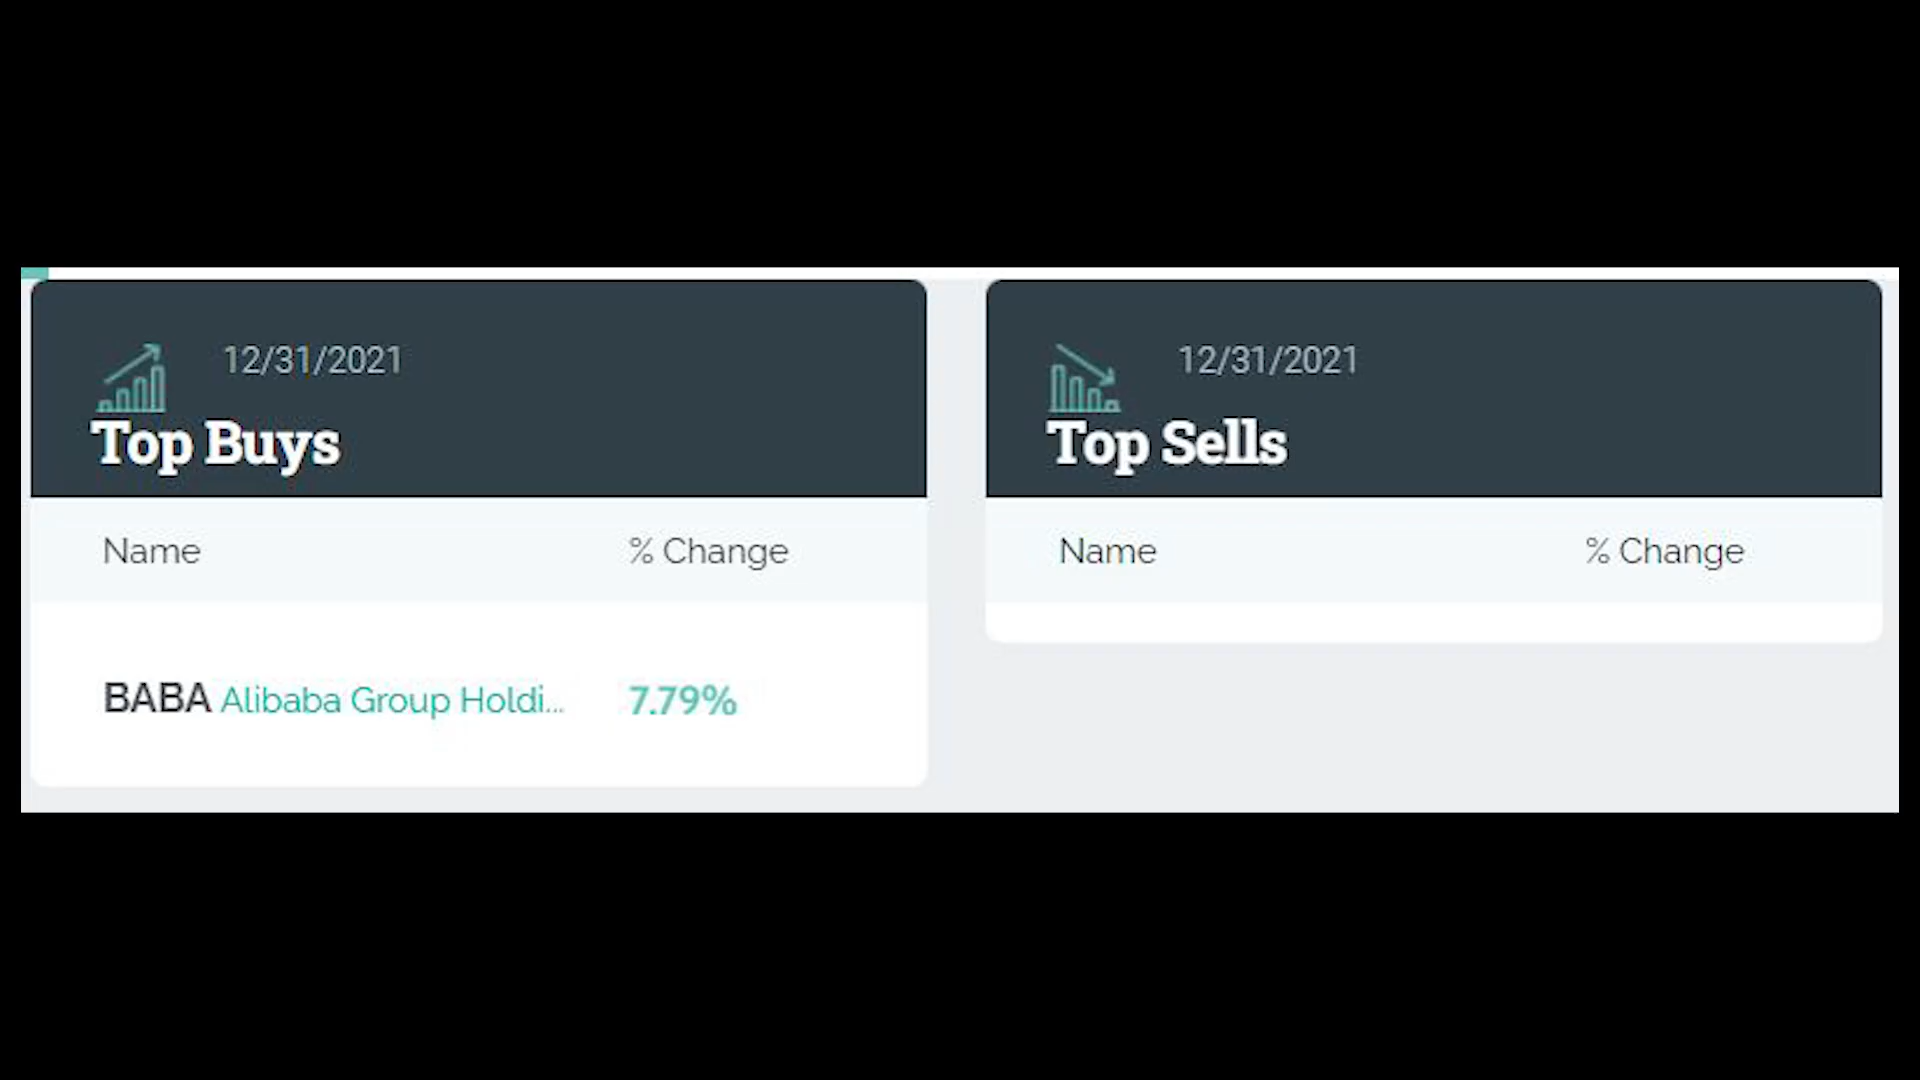 12/31/2021
Top Buys
Name % Change
BABA Alibaba Group Holdi... 7.79%
12/31/2021
Top Sells
Name % Change